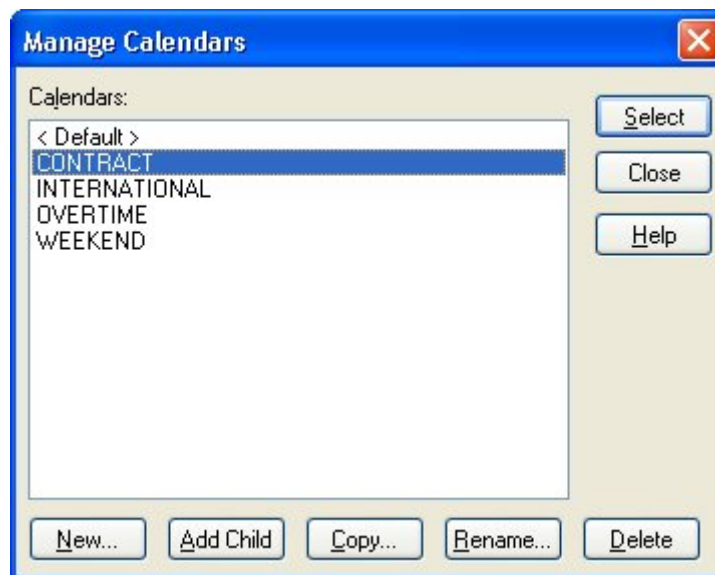 Manage Calendars
Calendars:
< Default >
CONTRACT
INTERNATIONAL
OVERTIME
WEEKEND
Select
Close
Help
New... Add Child Copy... Rename... Delete